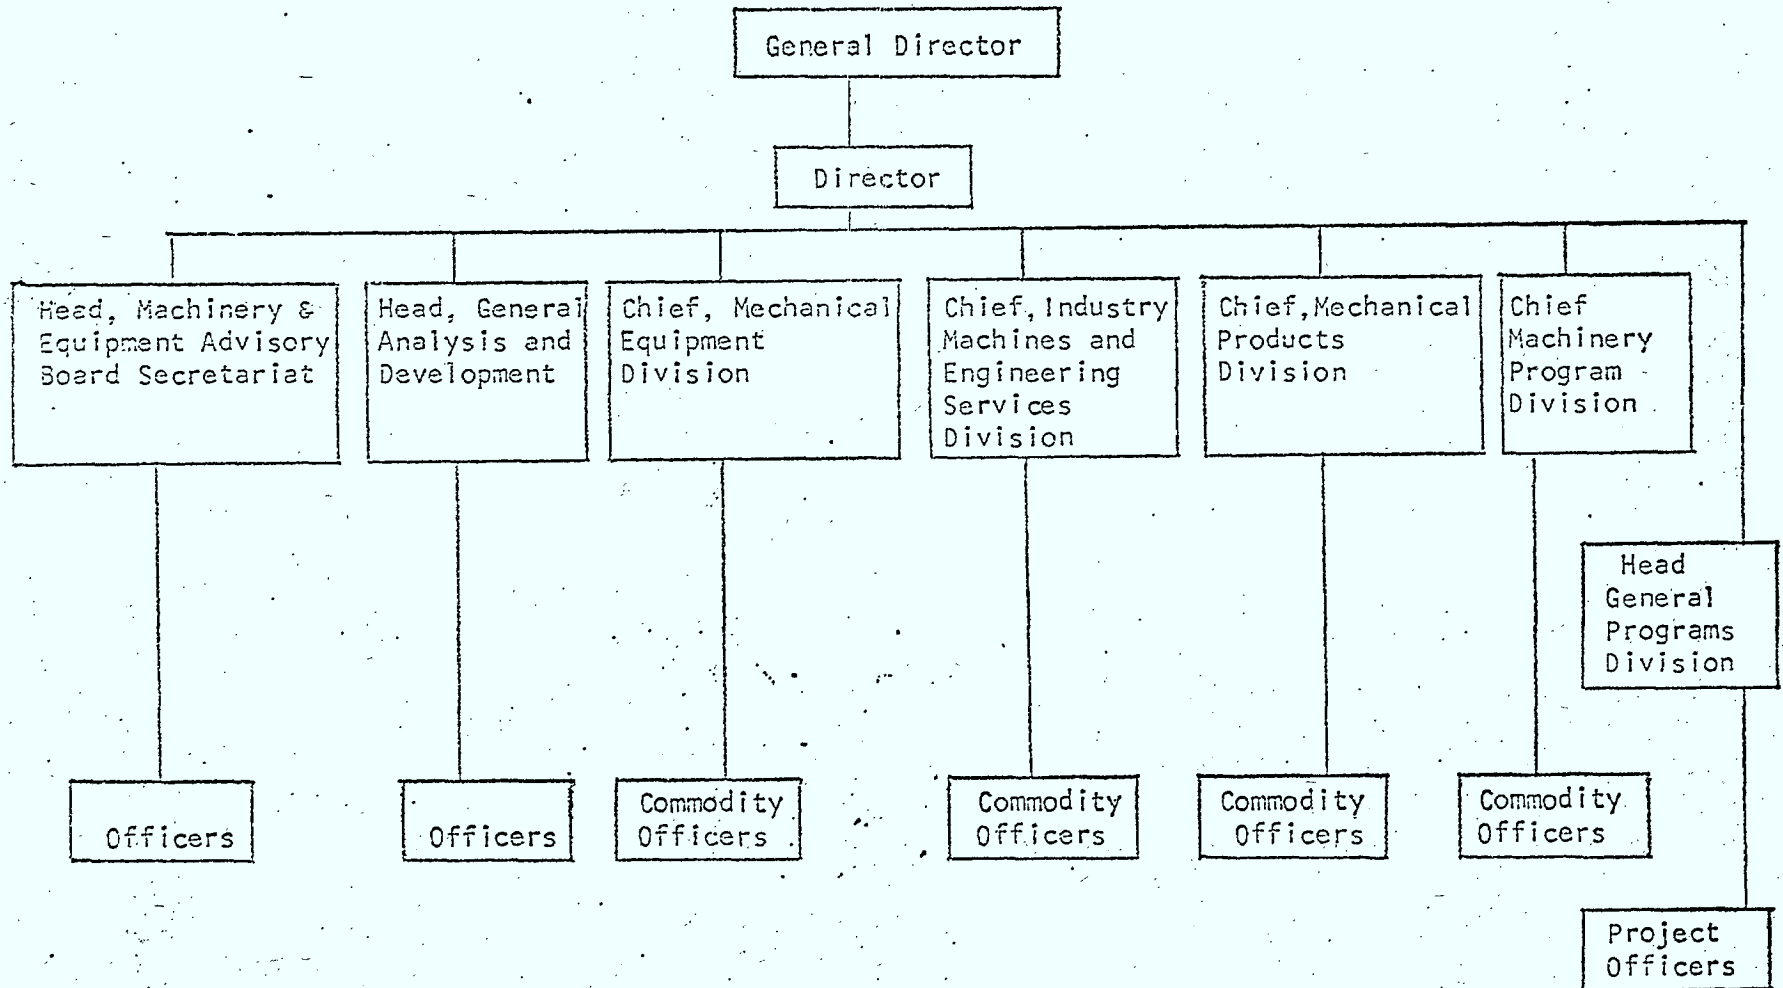 General Director
Director
Head, Machinery &
Equipment Advisory
Board Secretariat
Head, General
Analysis and
Development
Chief, Mechanical
Equipment
Division
Chief, Industry
Machines and
Engineering
Services
Division
Chief, Mechanical
Products
Division
Chief
Machinery
Program
Division
Head
General
Programs
Division
Officers
Officers
Commodity
Officers
Commodity
Officers
Commodity
Officers
Commodity
Officers
Project
Officers